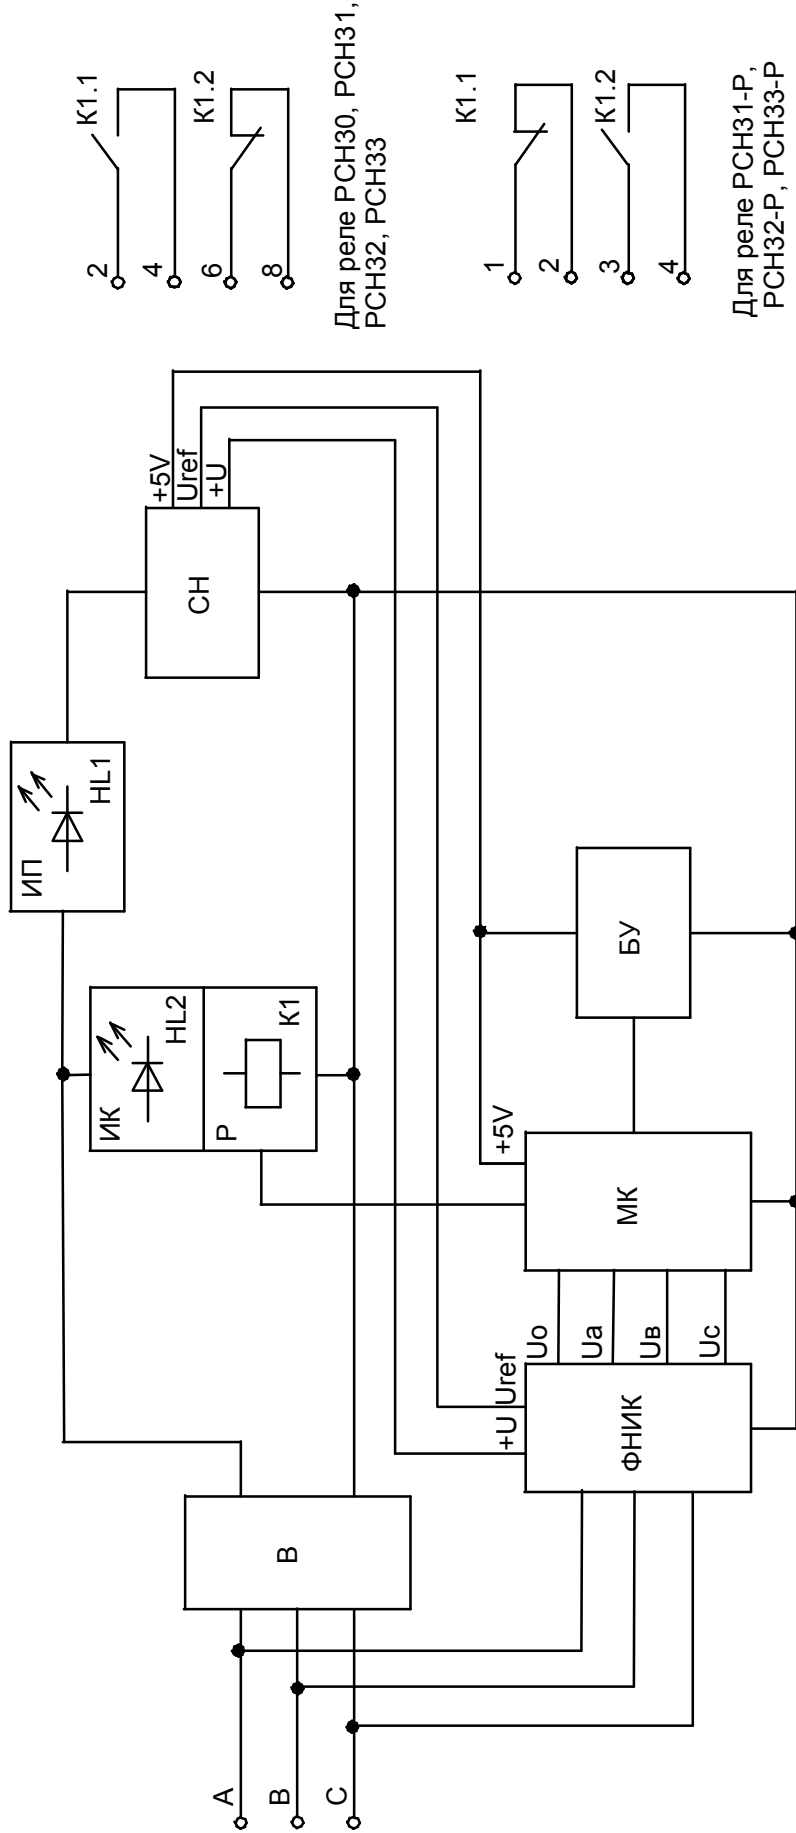 A
B
C
В
ИП
HL1
ИК
HL2
Р
К1
СН
+5V
Uref
+U
+U Uref
ФНИК
Uo
Ua
Uв
Uc
МК
+5V
БУ
2
4
6
8
К1.1
К1.2
Для реле РСН30, РСН31,
РСН32, РСН33
1
2
3
4
К1.1
К1.2
Для реле РСН31-Р,
РСН32-Р, РСН33-Р